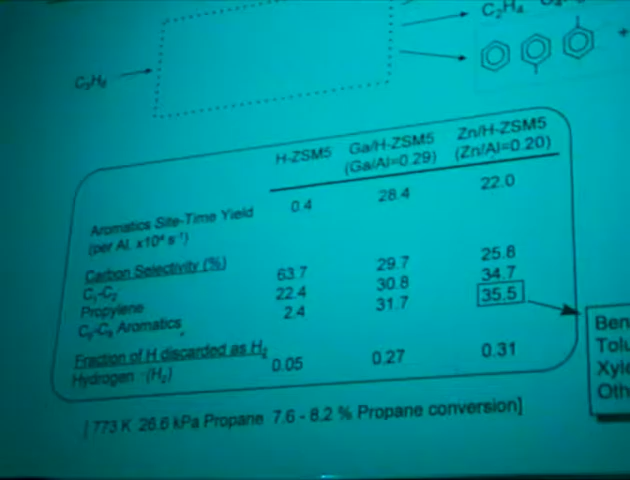 C₂H₄
C₃H₈
H-ZSM5 Ga/H-ZSM5 Zn/H-ZSM5
(Ga/Al=0.29) (Zn/Al=0.20)
Aromatics Site-Time Yield 0.4 28.4 22.0
(per Al, x10⁴ s⁻¹)
Carbon Selectivity (%)
C₁-C₂ 63.7 29.7 25.8
Propylene 22.4 30.8 34.7
C₆-C₈ Aromatics 2.4 31.7 35.5
Fraction of H discarded as H₂
Hydrogen (H₂) 0.05 0.27 0.31
Ben
Tolu
Xyle
Oth
[773 K 26.6 kPa Propane 7.6 - 8.2 % Propane conversion]